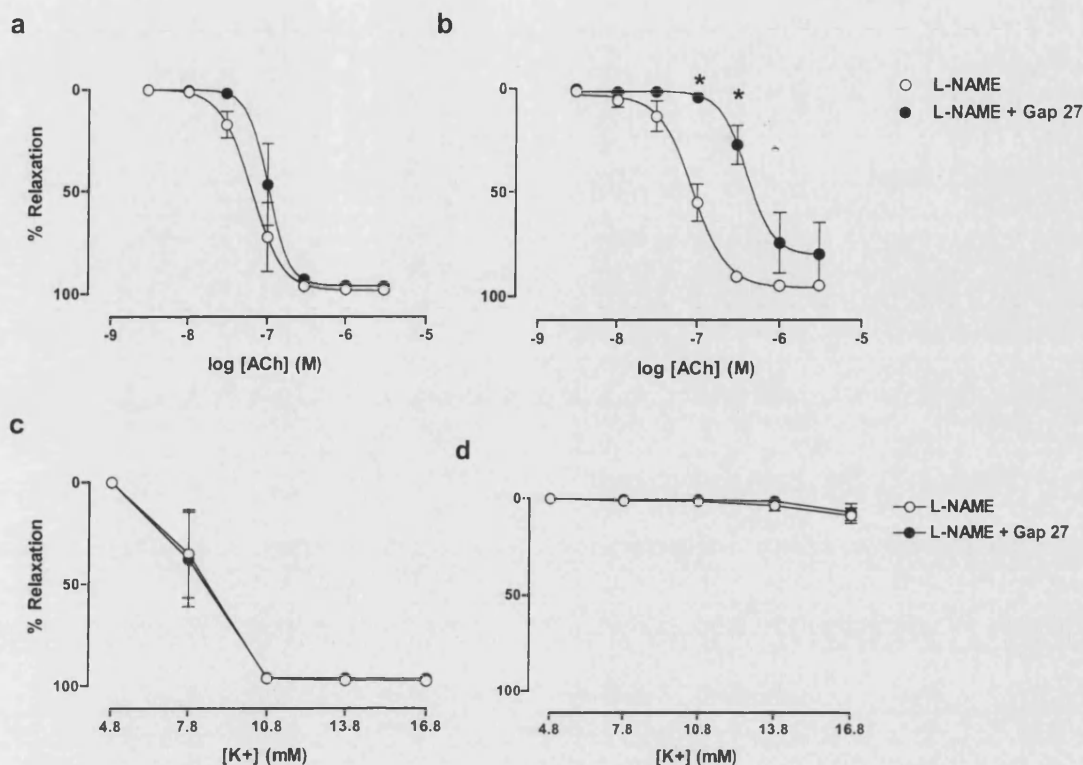 a
b
L-NAME
L-NAME + Gap 27
% Relaxation
0
50
100
-9
-8
-7
-6
-5
log [ACh] (M)
0
50
100
*
*
-9
-8
-7
-6
-5
log [ACh] (M)
c
d
% Relaxation
0
50
100
4.8
7.8
10.8
13.8
16.8
[K+] (mM)
0
50
100
L-NAME
L-NAME + Gap 27
4.8
7.8
10.8
13.8
16.8
[K+] (mM)